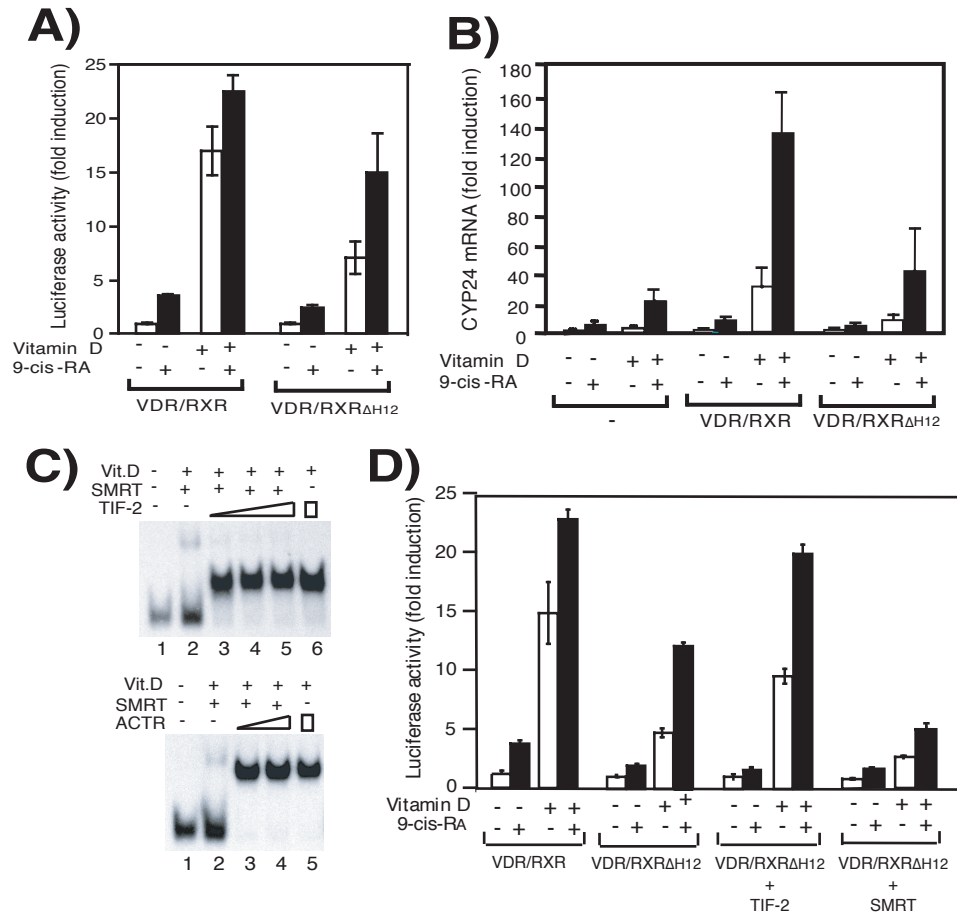 A)
Luciferase activity (fold induction)
25
20
15
10
5
0
Vitamin D - - + + - - + +
9-cis-RA - + - + - + - +
VDR/RXR VDR/RXRΔH12
B)
CYP24 mRNA (fold induction)
180
160
140
120
100
80
60
40
20
0
Vitamin D - - + + - - + + - - + +
9-cis-RA - + - + - + - + - + - +
- VDR/RXR VDR/RXRΔH12
C)
Vit.D - + + + + +
SMRT - + + + + -
TIF-2 - -
1 2 3 4 5 6
Vit.D - + + + +
SMRT - + + + -
ACTR - -
1 2 3 4 5
D)
Luciferase activity (fold induction)
25
20
15
10
5
0
Vitamin D - - + + - - + + - - + + - - + +
9-cis-RA - + - + - + - + - + - + - + - +
VDR/RXR VDR/RXRΔH12 VDR/RXRΔH12 VDR/RXRΔH12
+ +
TIF-2 SMRT